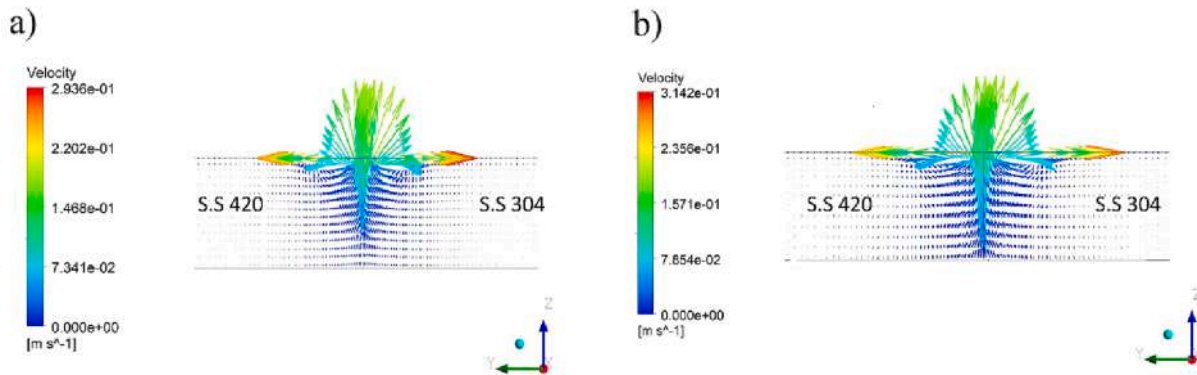 a)
Velocity
2.936e-01
2.202e-01
1.468e-01
7.341e-02
0.000e+00
[m s^-1]
S.S 420
S.S 304
Z
Y
b)
Velocity
3.142e-01
2.356e-01
1.571e-01
7.854e-02
0.000e+00
[m s^-1]
S.S 420
S.S 304
Z
Y